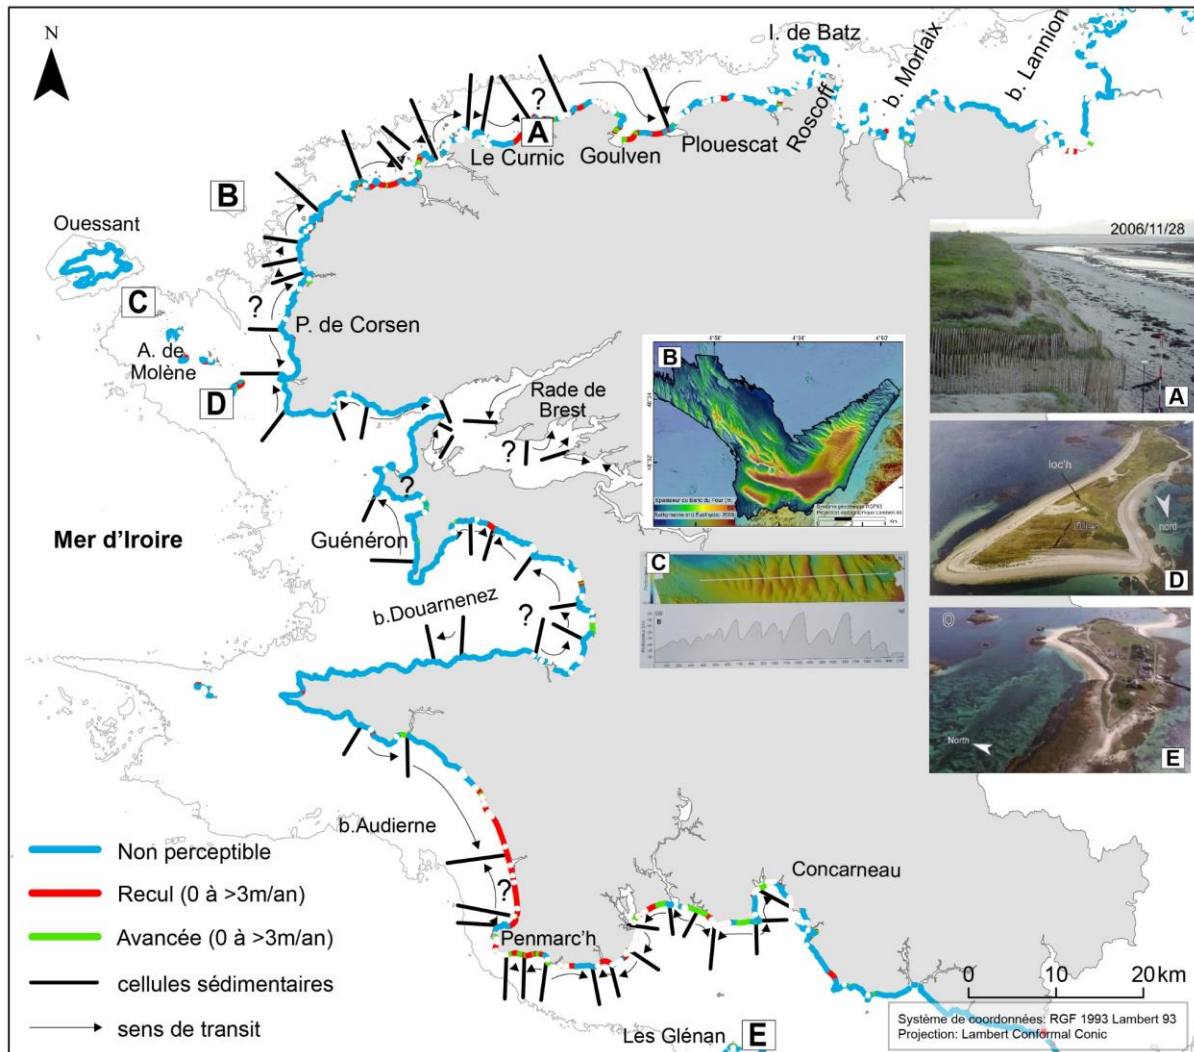 N
I. de Batz
b. Morlaix
b. Lannion
Roscoff
?
A
Le Curnic
Goulven
Plouescat
B
Ouessant
C
?
P. de Corsen
A. de
Molène
D
Rade de
Brest
?
?
Guénéron
Mer d'Iroire
b.Douarnenez
?
b.Audierne
?
Penmarc'h
Concarneau
Les Glénan
E
2006/11/28
A
B
C
loc'h
nord
D
North
E
Non perceptible
Recul (0 à >3m/an)
Avancée (0 à >3m/an)
cellules sédimentaires
sens de transit
0 10 20 km
Système de coordonnées: RGF 1993 Lambert 93
Projection: Lambert Conformal Conic